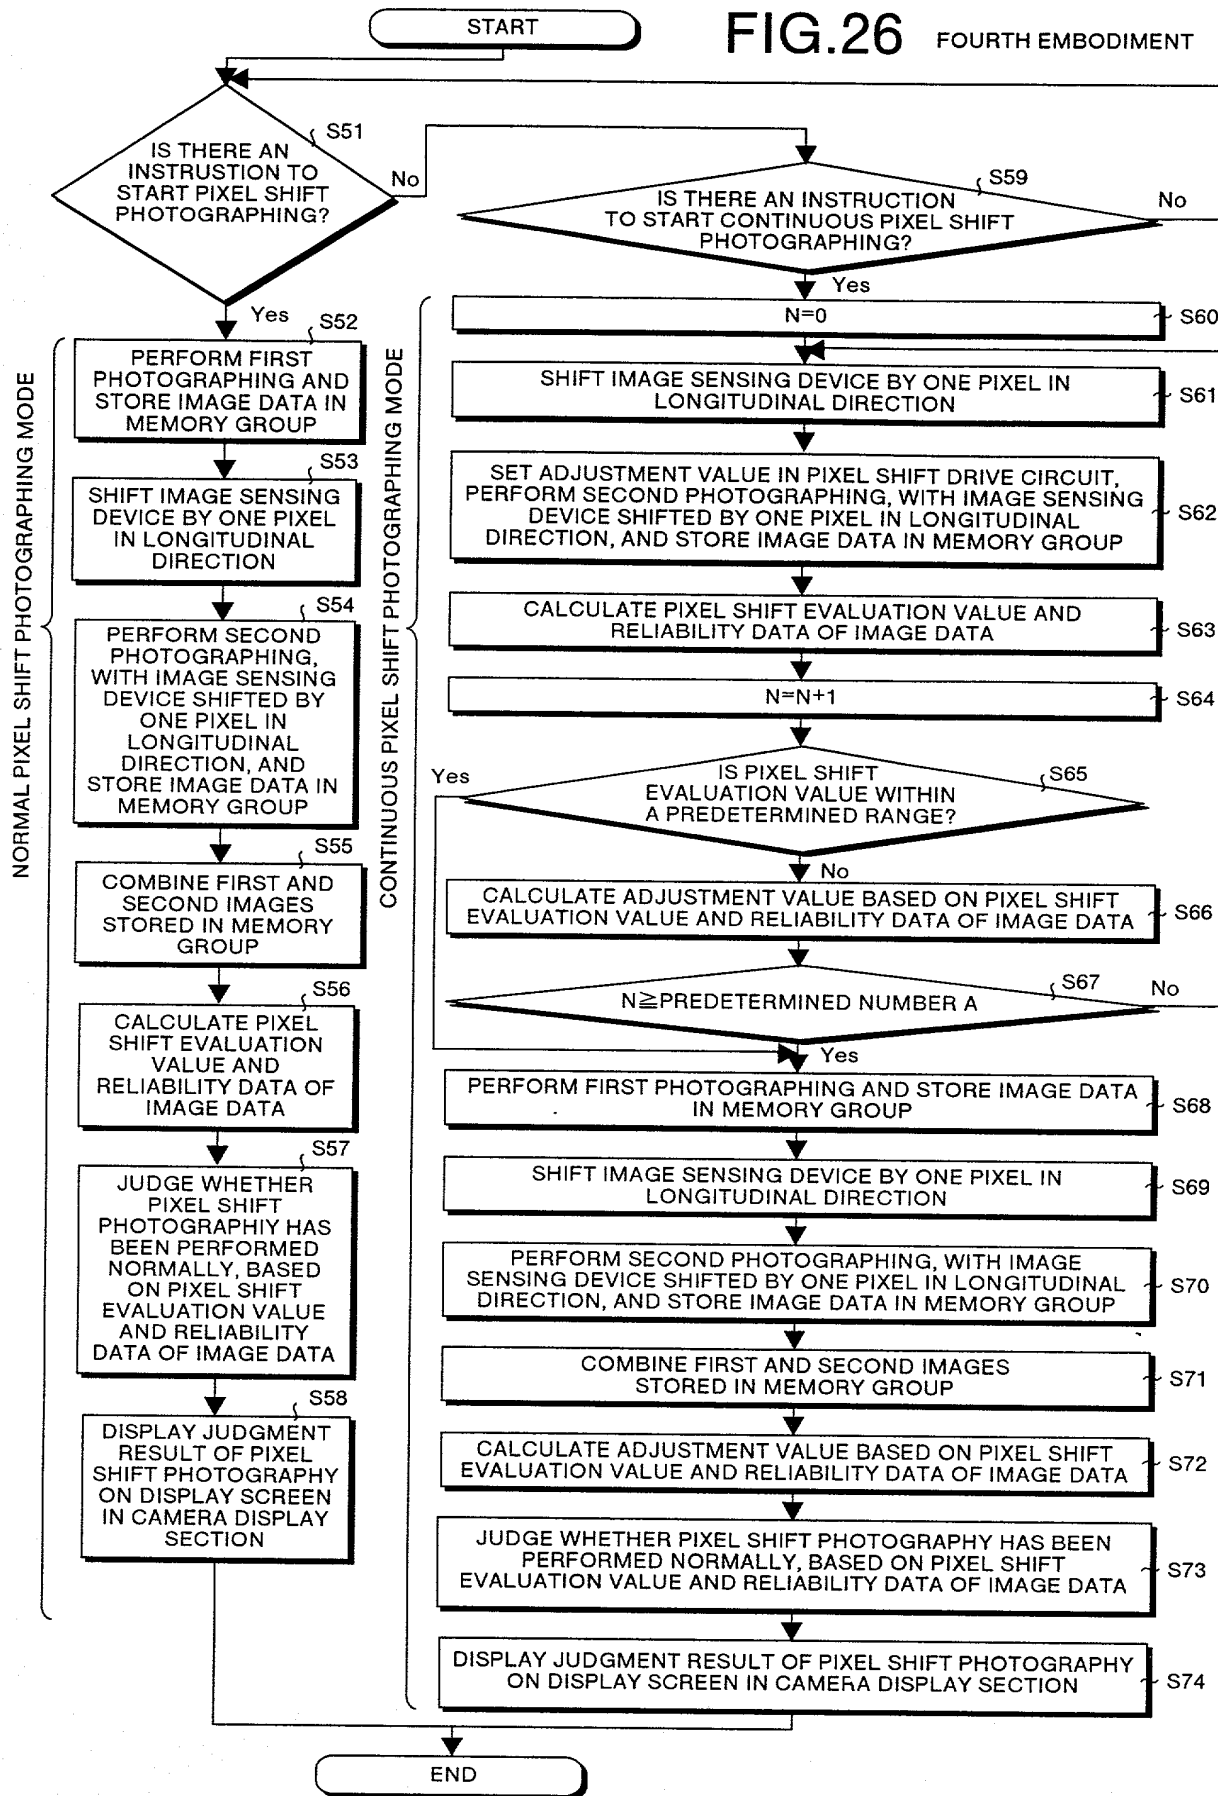 START
FIG.26 FOURTH EMBODIMENT
S51
IS THERE AN
INSTRUSTION TO
START PIXEL SHIFT
PHOTOGRAPHING?
No
Yes
S59
IS THERE AN INSTRUCTION
TO START CONTINUOUS PIXEL SHIFT
PHOTOGRAPHING?
No
Yes
NORMAL PIXEL SHIFT PHOTOGRAPHING MODE
S52
PERFORM FIRST
PHOTOGRAPHING AND
STORE IMAGE DATA IN
MEMORY GROUP
S53
SHIFT IMAGE SENSING
DEVICE BY ONE PIXEL
IN LONGITUDINAL
DIRECTION
S54
PERFORM SECOND
PHOTOGRAPHING,
WITH IMAGE SENSING
DEVICE SHIFTED BY
ONE PIXEL IN
LONGITUDINAL
DIRECTION, AND
STORE IMAGE DATA IN
MEMORY GROUP
S55
COMBINE FIRST AND
SECOND IMAGES
STORED IN MEMORY
GROUP
S56
CALCULATE PIXEL
SHIFT EVALUATION
VALUE AND
RELIABILITY DATA OF
IMAGE DATA
S57
JUDGE WHETHER
PIXEL SHIFT
PHOTOGRAPHIY HAS
BEEN PERFORMED
NORMALLY, BASED
ON PIXEL SHIFT
EVALUATION VALUE
AND RELIABILITY
DATA OF IMAGE DATA
S58
DISPLAY JUDGMENT
RESULT OF PIXEL
SHIFT PHOTOGRAPHY
ON DISPLAY SCREEN
IN CAMERA DISPLAY
SECTION
CONTINUOUS PIXEL SHIFT PHOTOGRAPHING MODE
N=0
S60
SHIFT IMAGE SENSING DEVICE BY ONE PIXEL IN
LONGITUDINAL DIRECTION
S61
SET ADJUSTMENT VALUE IN PIXEL SHIFT DRIVE CIRCUIT,
PERFORM SECOND PHOTOGRAPHING, WITH IMAGE SENSING
DEVICE SHIFTED BY ONE PIXEL IN LONGITUDINAL
DIRECTION, AND STORE IMAGE DATA IN MEMORY GROUP
S62
CALCULATE PIXEL SHIFT EVALUATION VALUE AND
RELIABILITY DATA OF IMAGE DATA
S63
N=N+1
S64
Yes
IS PIXEL SHIFT
EVALUATION VALUE WITHIN
A PREDETERMINED RANGE?
S65
No
CALCULATE ADJUSTMENT VALUE BASED ON PIXEL SHIFT
EVALUATION VALUE AND RELIABILITY DATA OF IMAGE DATA
S66
N≧PREDETERMINED NUMBER A
S67
No
Yes
PERFORM FIRST PHOTOGRAPHING AND STORE IMAGE DATA
IN MEMORY GROUP
S68
SHIFT IMAGE SENSING DEVICE BY ONE PIXEL IN
LONGITUDINAL DIRECTION
S69
PERFORM SECOND PHOTOGRAPHING, WITH IMAGE
SENSING DEVICE SHIFTED BY ONE PIXEL IN LONGITUDINAL
DIRECTION, AND STORE IMAGE DATA IN MEMORY GROUP
S70
COMBINE FIRST AND SECOND IMAGES
STORED IN MEMORY GROUP
S71
CALCULATE ADJUSTMENT VALUE BASED ON PIXEL SHIFT
EVALUATION VALUE AND RELIABILITY DATA OF IMAGE DATA
S72
JUDGE WHETHER PIXEL SHIFT PHOTOGRAPHY HAS BEEN
PERFORMED NORMALLY, BASED ON PIXEL SHIFT
EVALUATION VALUE AND RELIABILITY DATA OF IMAGE DATA
S73
DISPLAY JUDGMENT RESULT OF PIXEL SHIFT PHOTOGRAPHY
ON DISPLAY SCREEN IN CAMERA DISPLAY SECTION
S74
END